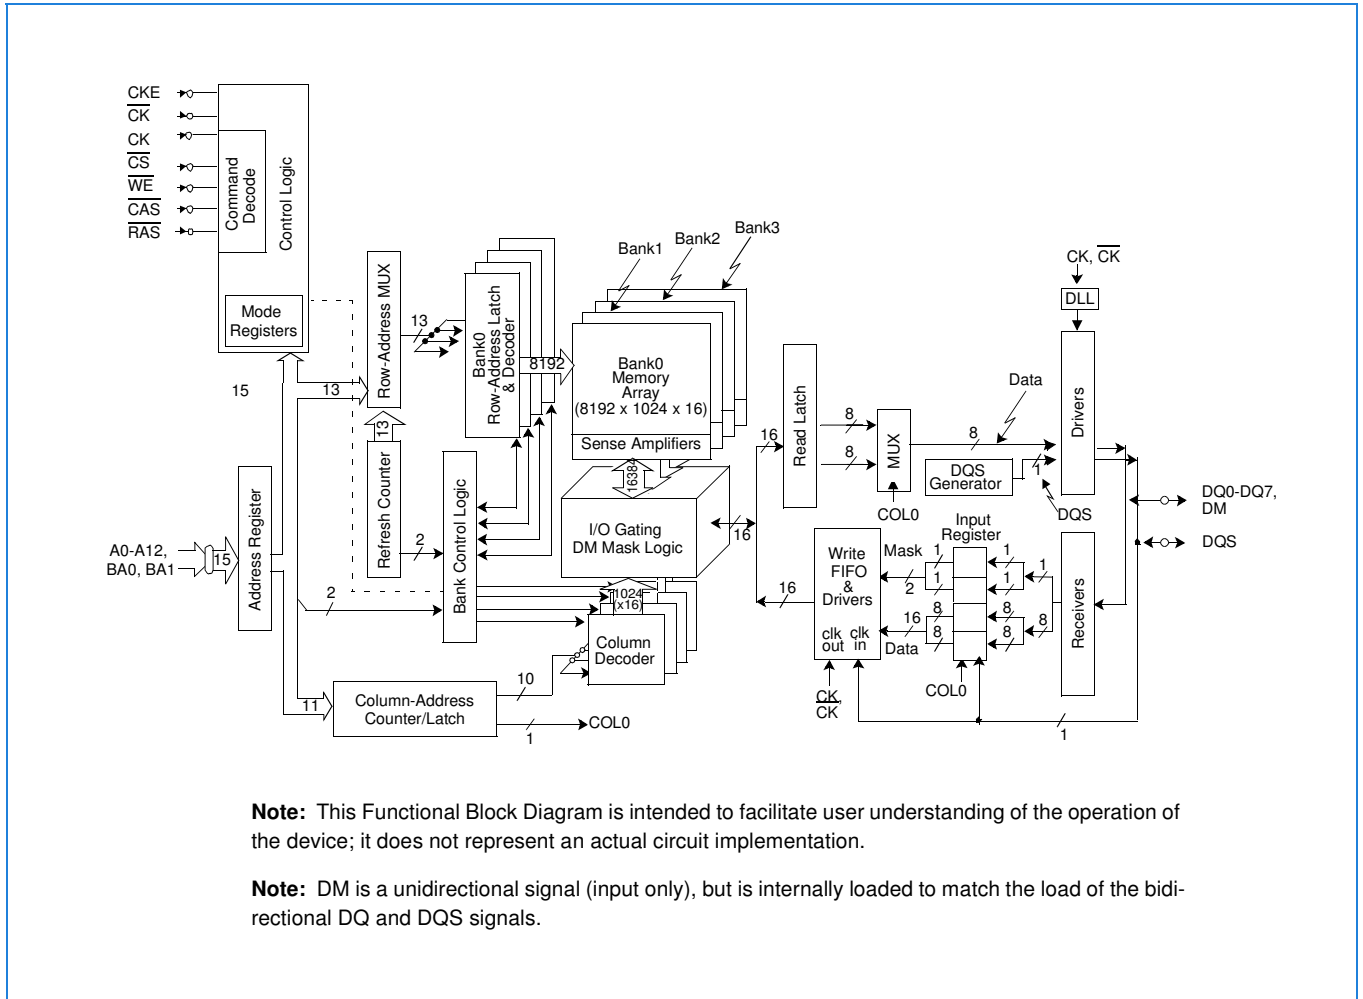 CKE
CK
CK
CS
WE
CAS
RAS
Command
Decode
Control Logic
Mode
Registers
15
13
Row-Address MUX
13
Refresh Counter
13
Bank0
Row-Address Latch
& Decoder
8192
Bank1
Bank2
Bank3
Bank0
Memory
Array
(8192 x 1024 x 16)
Sense Amplifiers
16384
I/O Gating
DM Mask Logic
16
2
Bank Control Logic
2
A0-A12,
BA0, BA1
15
Address Register
11
Column-Address
Counter/Latch
10
1
COL0
1024
(x16)
Column
Decoder
16
Read Latch
8
8
MUX
COL0
8
Data
DQS
Generator
1
DQS
CK, CK
DLL
Drivers
DQ0-DQ7,
DM
DQS
16
Write
FIFO
&
Drivers
clk
out
clk
in
CK,
CK
Mask
2
16
Data
Input
Register
1
1
8
8
1
1
8
8
1
8
COL0
Receivers
1
Note: This Functional Block Diagram is intended to facilitate user understanding of the operation of
the device; it does not represent an actual circuit implementation.
Note: DM is a unidirectional signal (input only), but is internally loaded to match the load of the bidi-
rectional DQ and DQS signals.